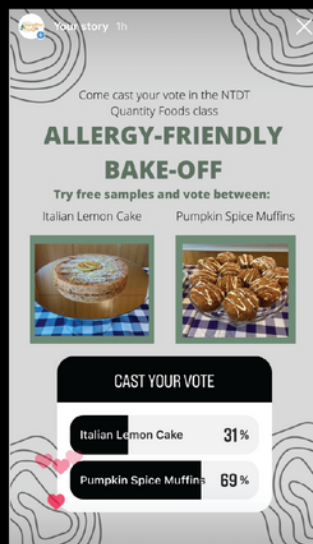 Your story 1h
Come cast your vote in the NTDT
Quantity Foods class
ALLERGY-FRIENDLY
BAKE-OFF
Try free samples and vote between:
Italian Lemon Cake
Pumpkin Spice Muffins
CAST YOUR VOTE
Italian Lemon Cake 31%
Pumpkin Spice Muffins 69%